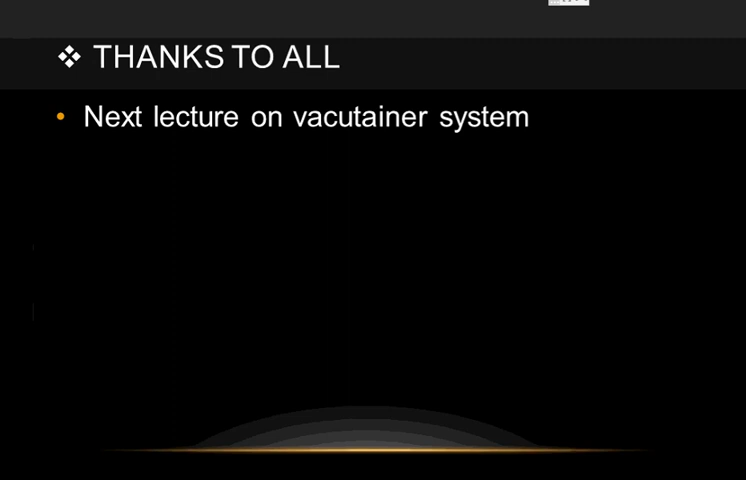 ❖ THANKS TO ALL
• Next lecture on vacutainer system